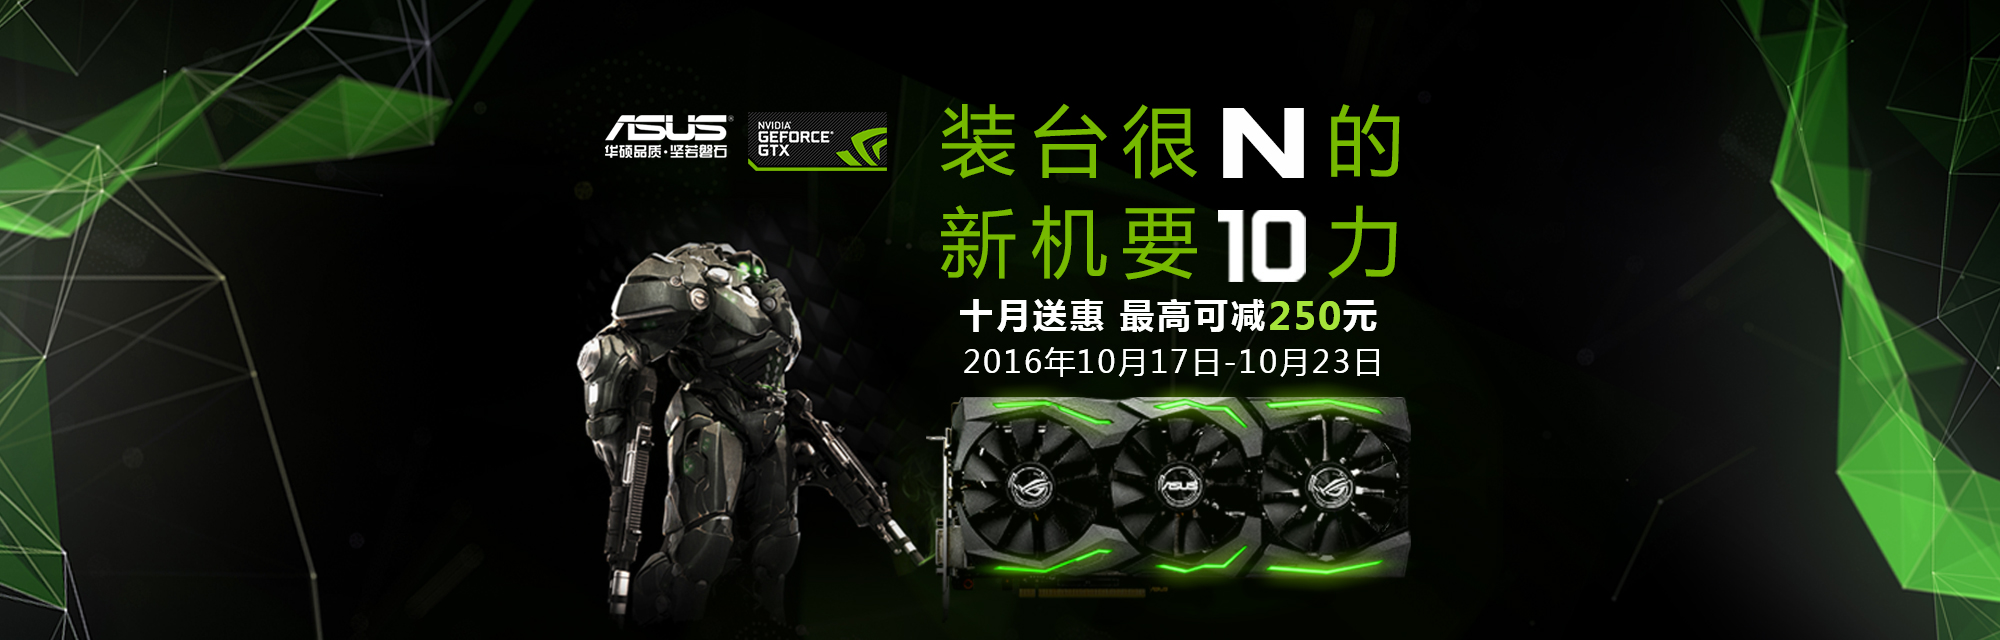 ASUS®
华硕品质·坚若磐石
NVIDIA®
GEFORCE®
GTX
装台很N的
新机要10力
十月送惠 最高可减250元
2016年10月17日-10月23日
ASUS